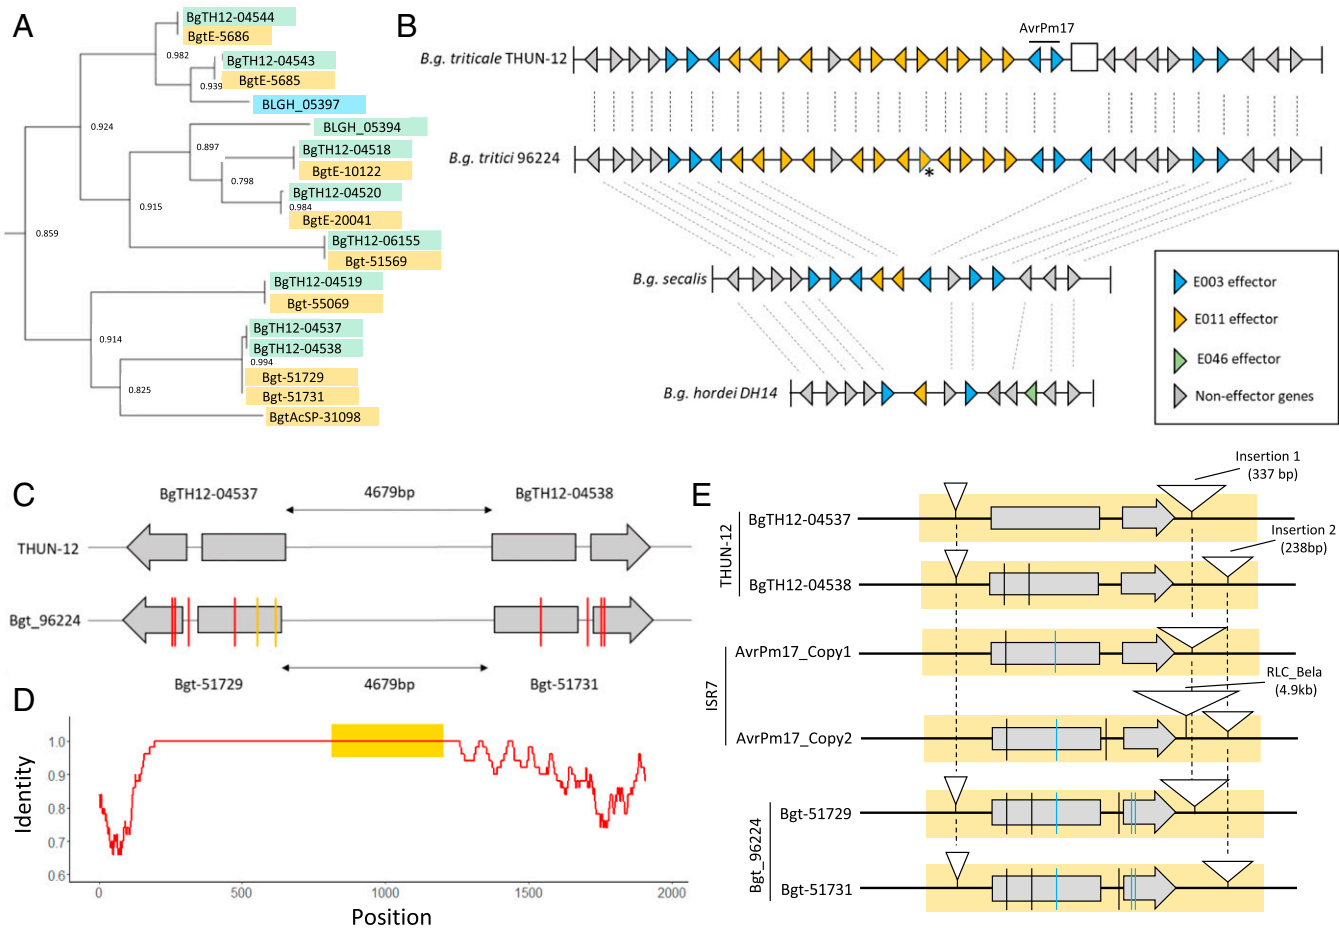 A
BgTH12-04544
BgtE-5686
0.982
BgTH12-04543
0.939
BgtE-5685
BLGH_05397
0.924
BLGH_05394
0.897
BgTH12-04518
BgtE-10122
0.798
BgTH12-04520
0.984
0.915
BgtE-20041
0.859
BgTH12-06155
Bgt-51569
BgTH12-04519
Bgt-55069
0.914
BgTH12-04537
BgTH12-04538
0.994
Bgt-51729
0.825
Bgt-51731
BgtAcSP-31098
B
AvrPm17
B.g. triticale THUN-12
B.g. tritici 96224
*
B.g. secalis
B.g. hordei DH14
E003 effector
E011 effector
E046 effector
Non-effector genes
C
BgTH12-04537
4679bp
BgTH12-04538
THUN-12
Bgt_96224
Bgt-51729
4679bp
Bgt-51731
D
Identity
1.0
0.9
0.8
0.7
0.6
0
500
1000
1500
2000
Position
E
Insertion 1
(337 bp)
Insertion 2
(238bp)
THUN-12
BgTH12-04537
BgTH12-04538
ISR7
AvrPm17_Copy1
RLC_Bela
(4.9kb)
AvrPm17_Copy2
Bgt_96224
Bgt-51729
Bgt-51731